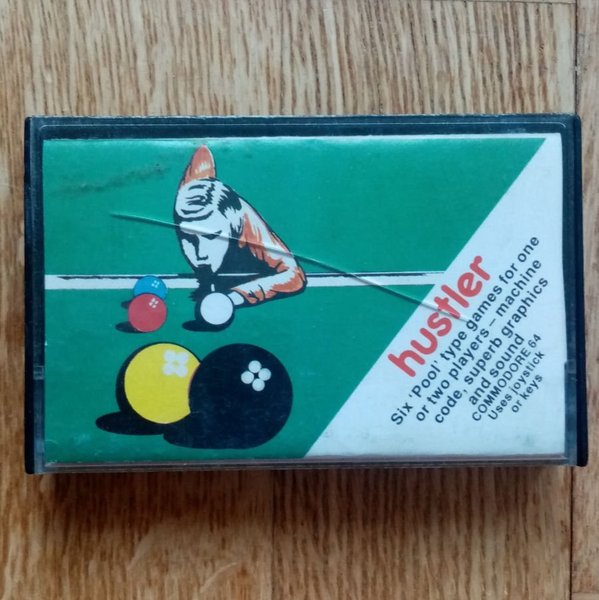 hustler
Six 'Pool' type games for one
or two players – machine
code, superb graphics
and sound
COMMODORE 64
Uses joystick
or keys